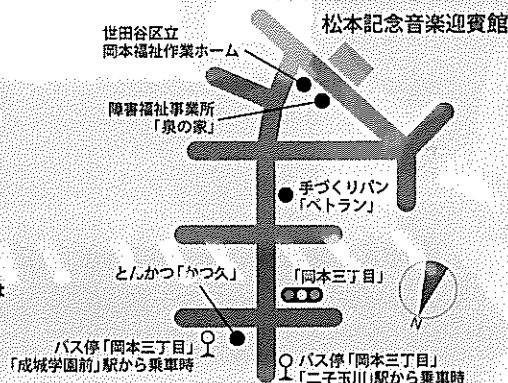 松本記念音楽迎賓館
世田谷区立
岡本福祉作業ホーム
障害福祉事業所
「泉の家」
手づくりパン
「ペトラン」
とんかつ「かつ久」
「岡本三丁目」
N
バス停「岡本三丁目」
「成城学園前」駅から乗車時
バス停「岡本三丁目」
「二子玉川」駅から乗車時